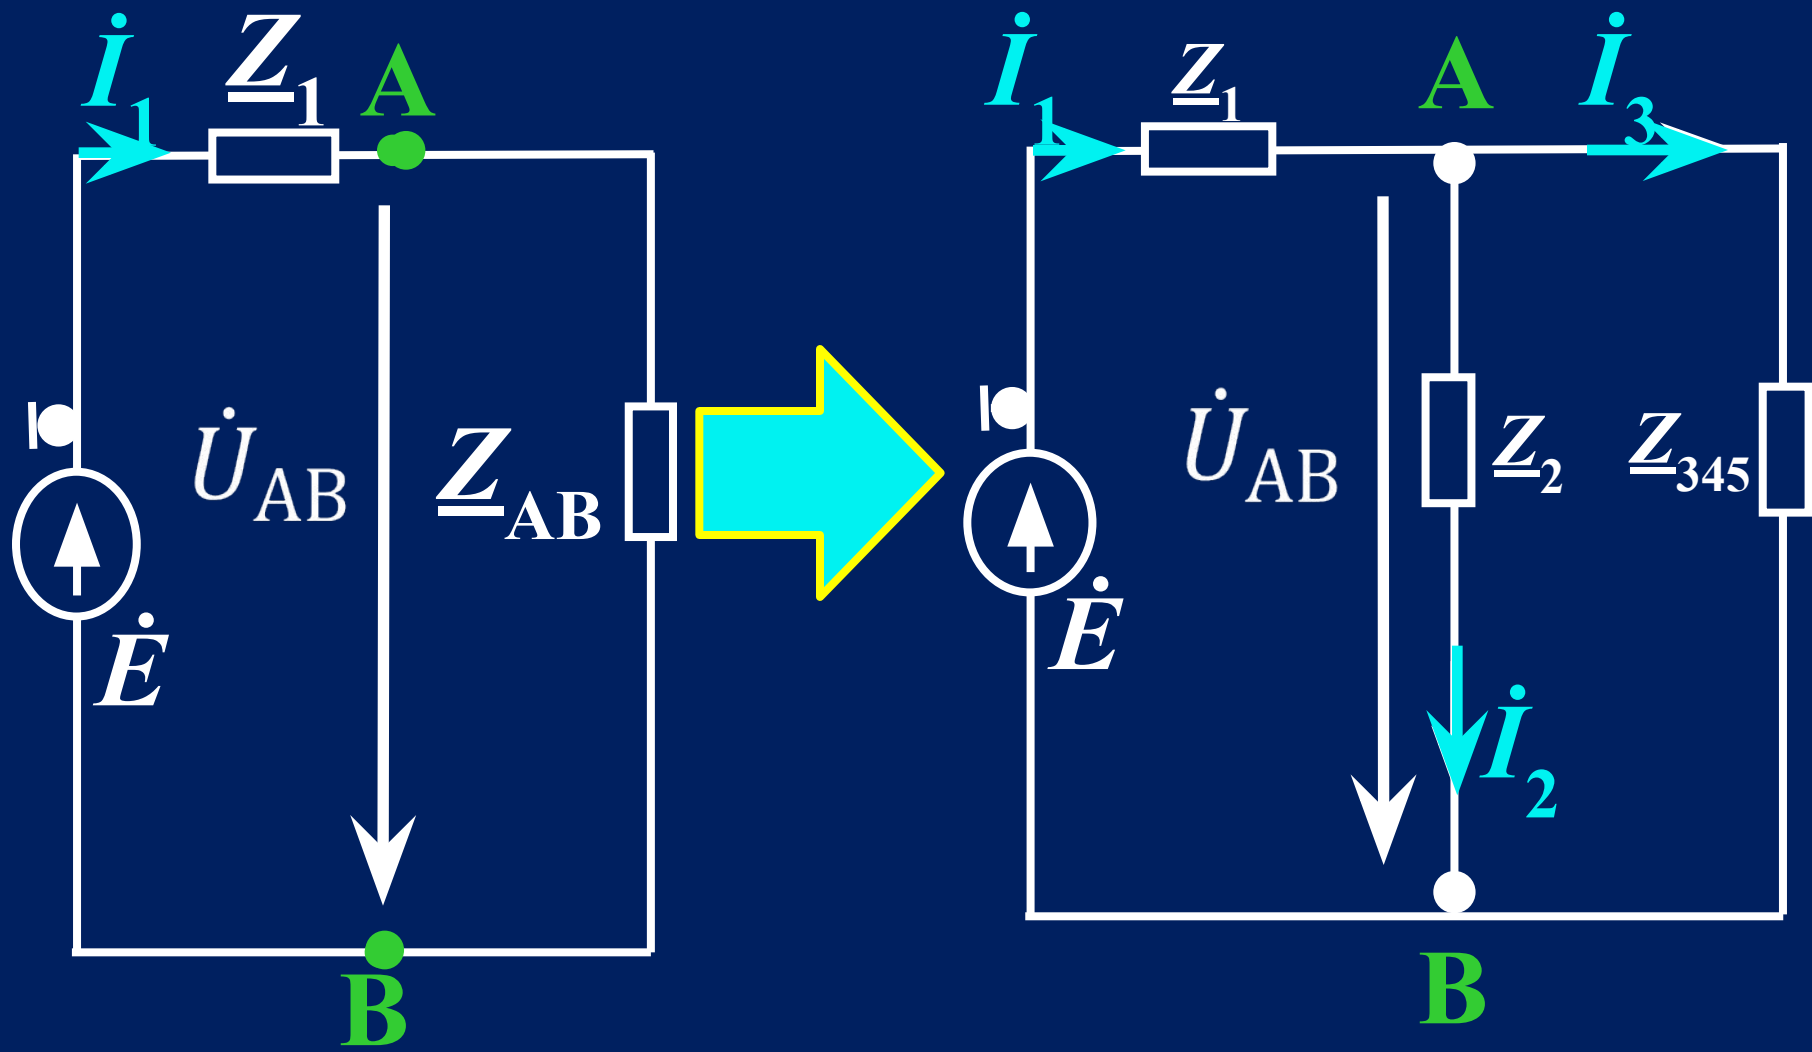 İ1 Z1 A
U̇AB
ZAB
Ė
B
İ1 Z1 A İ3
U̇AB
Z2 Z345
Ė
İ2
B